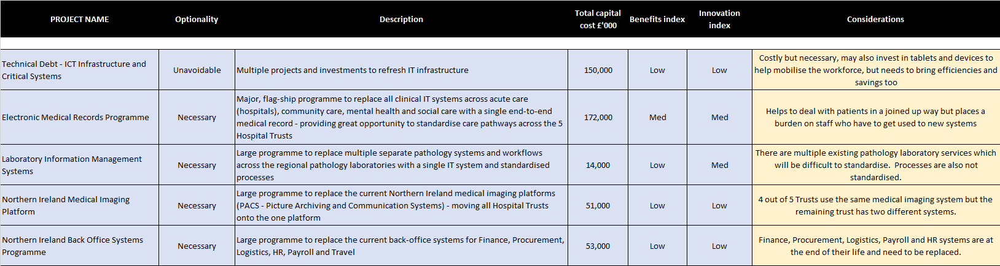 PROJECT NAME
Optionality
Description
Total capital
cost £'000
Benefits index
Innovation
index
Considerations
Technical Debt - ICT Infrastructure and
Critical Systems
Unavoidable
Multiple projects and investments to refresh IT infrastructure
150,000
Low
Low
Costly but necessary, may also invest in tablets and devices to
help mobilise the workforce, but needs to bring efficiencies and
savings too
Electronic Medical Records Programme
Necessary
Major, flag-ship programme to replace all clinical IT systems across acute care
(hospitals), community care, mental health and social care with a single end-to-end
medical record - providing great opportunity to standardise care pathways across the 5
Hospital Trusts
172,000
Med
Med
Helps to deal with patients in a joined up way but places a
burden on staff who have to get used to new systems
Laboratory Information Management
Systems
Necessary
Large programme to replace multiple separate pathology systems and workflows
across the regional pathology laboratories with a single IT system and standardised
processes
14,000
Low
Med
There are multiple existing pathology laboratory services which
will be difficult to standardise.  Processes are also not
standardised.
Northern Ireland Medical Imaging
Platform
Necessary
Large programme to replace the current Northern Ireland medical imaging platforms
(PACS - Picture Archiving and Communication Systems) - moving all Hospital Trusts
onto the one platform
51,000
Low
Low
4 out of 5 Trusts use the same medical imaging system but the
remaining trust has two different systems.
Northern Ireland Back Office Systems
Programme
Necessary
Large programme to replace the current back-office systems for Finance, Procurement,
Logistics, HR, Payroll and Travel
53,000
Low
Low
Finance, Procurement, Logistics, Payroll and HR systems are at
the end of their life and need to be replaced.